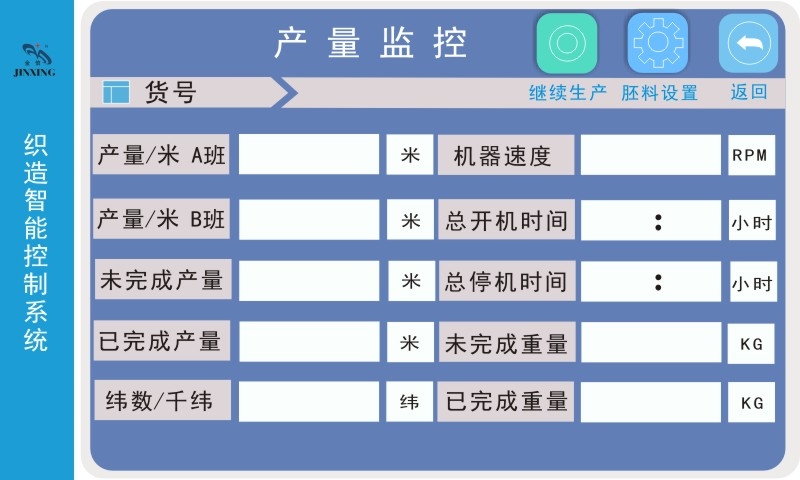 JINXING
织造智能控制系统
产量监控
货号
继续生产
胚料设置
返回
产量/米 A班
米
机器速度
RPM
产量/米 B班
米
总开机时间
:
小时
未完成产量
米
总停机时间
:
小时
已完成产量
米
未完成重量
KG
纬数/千纬
纬
已完成重量
KG